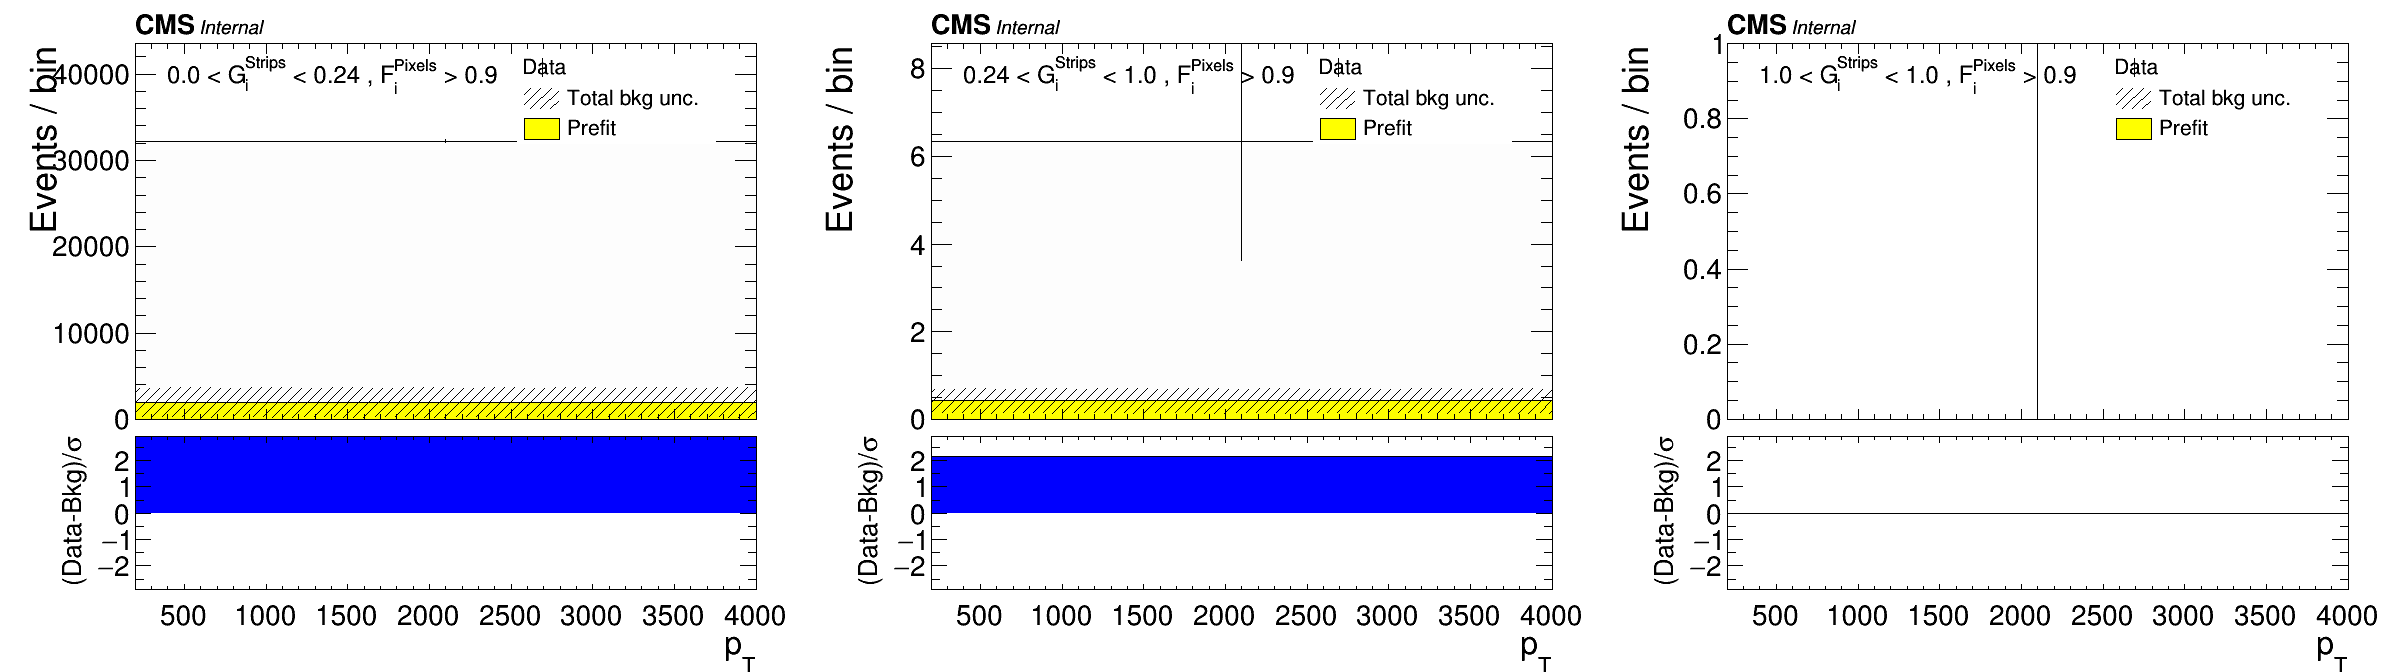 CMS Internal
Events / bin
0.0 < G_i^Strips < 0.24 , F_i^Pixels > 0.9
Data
Total bkg unc.
Prefit
40000
30000
20000
10000
0
(Data-Bkg)/σ
2
1
0
−1
−2
500 1000 1500 2000 2500 3000 3500 4000
p_T
CMS Internal
Events / bin
0.24 < G_i^Strips < 1.0 , F_i^Pixels > 0.9
Data
Total bkg unc.
Prefit
8
6
4
2
0
(Data-Bkg)/σ
2
1
0
−1
−2
500 1000 1500 2000 2500 3000 3500 4000
p_T
CMS Internal
Events / bin
1.0 < G_i^Strips < 1.0 , F_i^Pixels > 0.9
Data
Total bkg unc.
Prefit
1
0.8
0.6
0.4
0.2
0
(Data-Bkg)/σ
2
1
0
−1
−2
500 1000 1500 2000 2500 3000 3500 4000
p_T